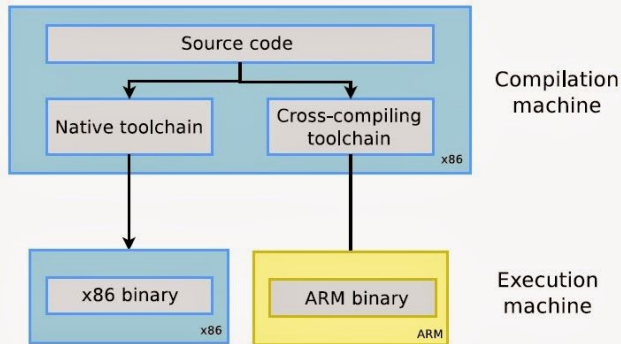 Source code
Compilation
machine
Native toolchain
Cross-compiling
toolchain
x86
x86 binary
x86
ARM binary
ARM
Execution
machine